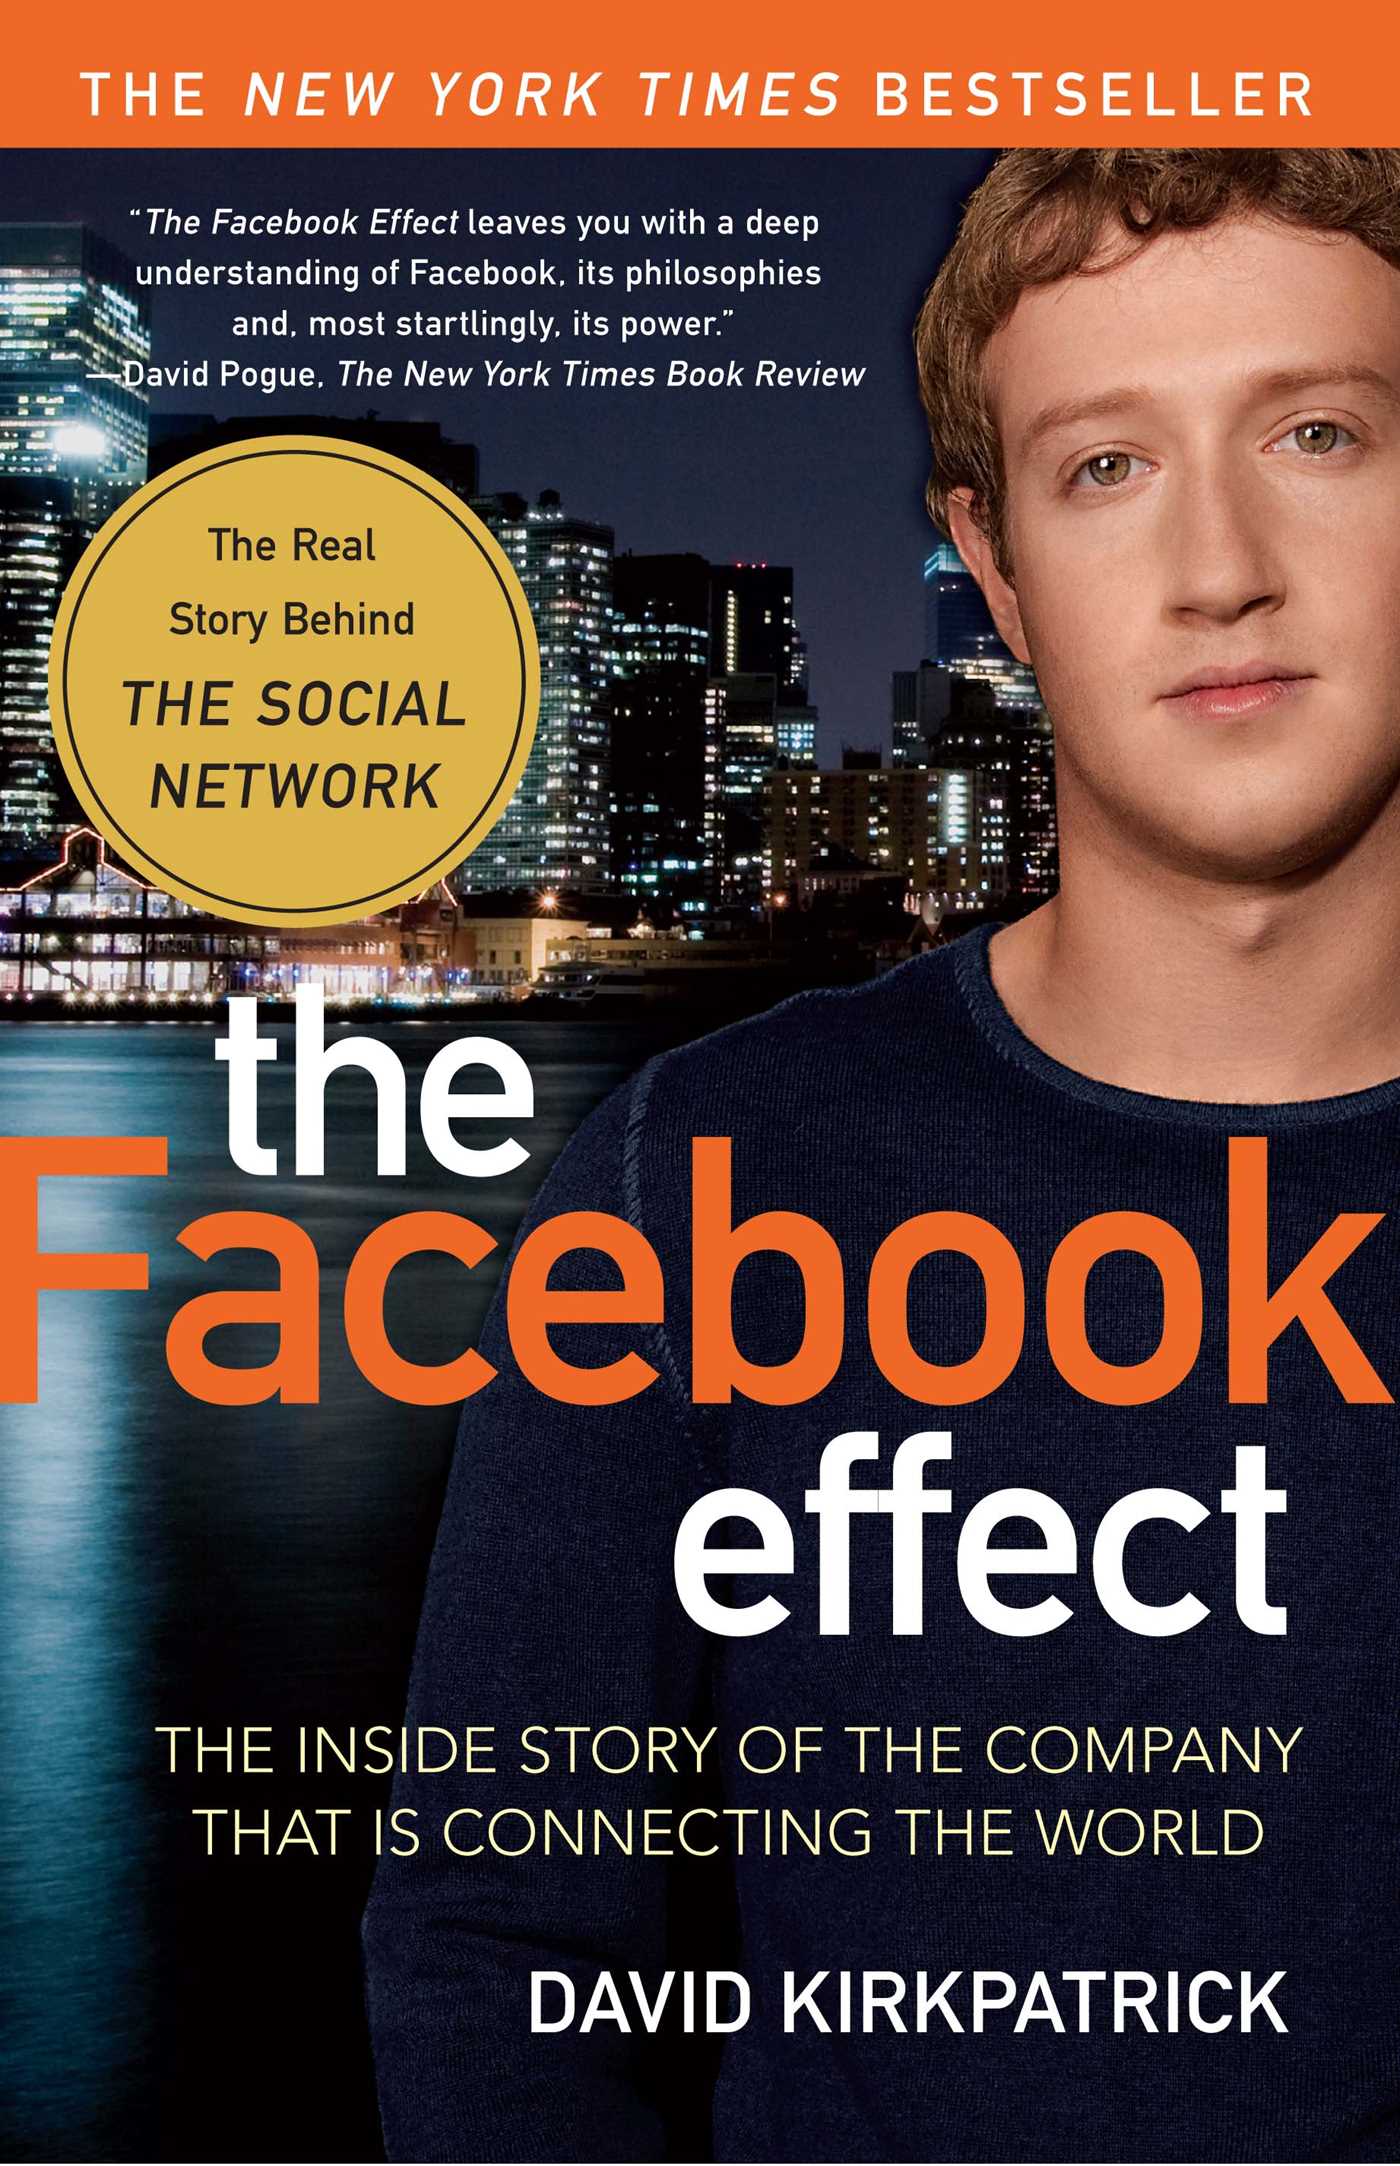 THE NEW YORK TIMES BESTSELLER
“The Facebook Effect leaves you with a deep
understanding of Facebook, its philosophies
and, most startlingly, its power.”
—David Pogue, The New York Times Book Review
The Real
Story Behind
THE SOCIAL
NETWORK
the
Facebook
effect
THE INSIDE STORY OF THE COMPANY
THAT IS CONNECTING THE WORLD
DAVID KIRKPATRICK